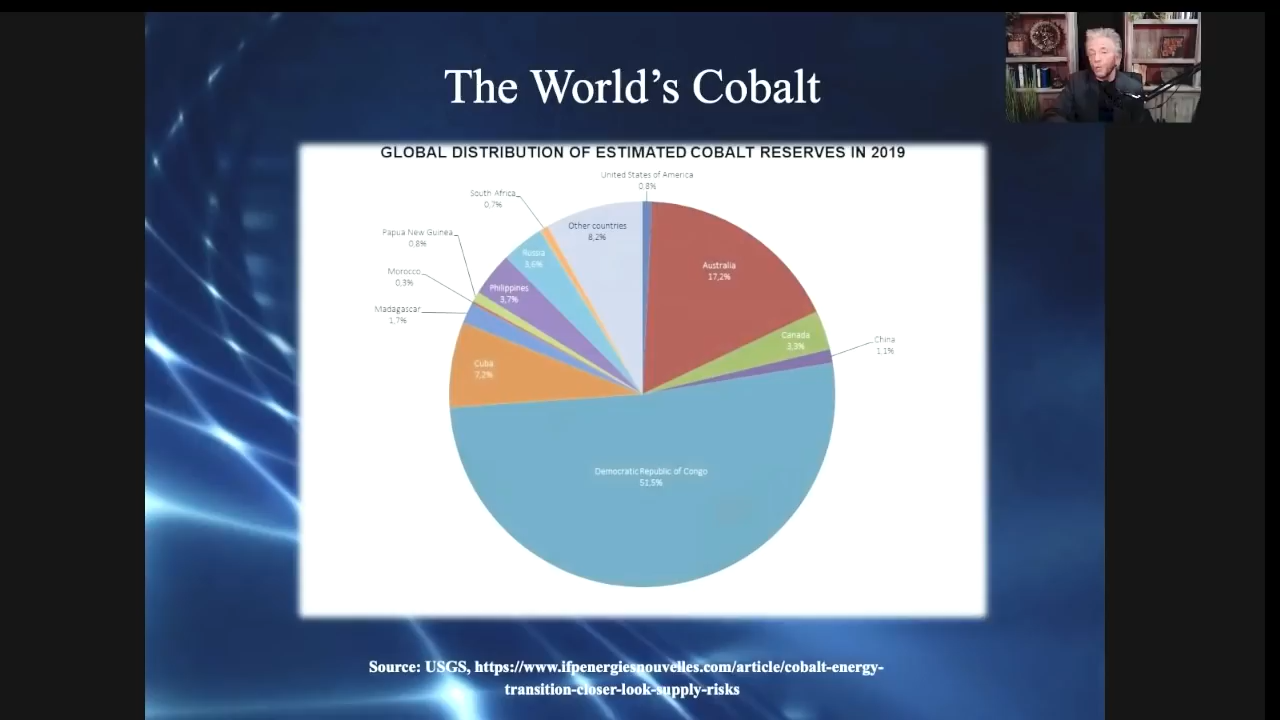 The World's Cobalt
GLOBAL DISTRIBUTION OF ESTIMATED COBALT RESERVES IN 2019
United States of America
0.8%
South Africa
0,7%
Other countries
8,2%
Papua New Guinea
0,8%
Russia
3,6%
Australia
17,2%
Morocco
0,3%
Philippines
3,7%
Madagascar
1,7%
Canada
3,3%
China
1.1%
Cuba
7,2%
Democratic Republic of Congo
51,5%
Source: USGS, https://www.ifpenergiesnouvelles.com/article/cobalt-energy-
transition-closer-look-supply-risks